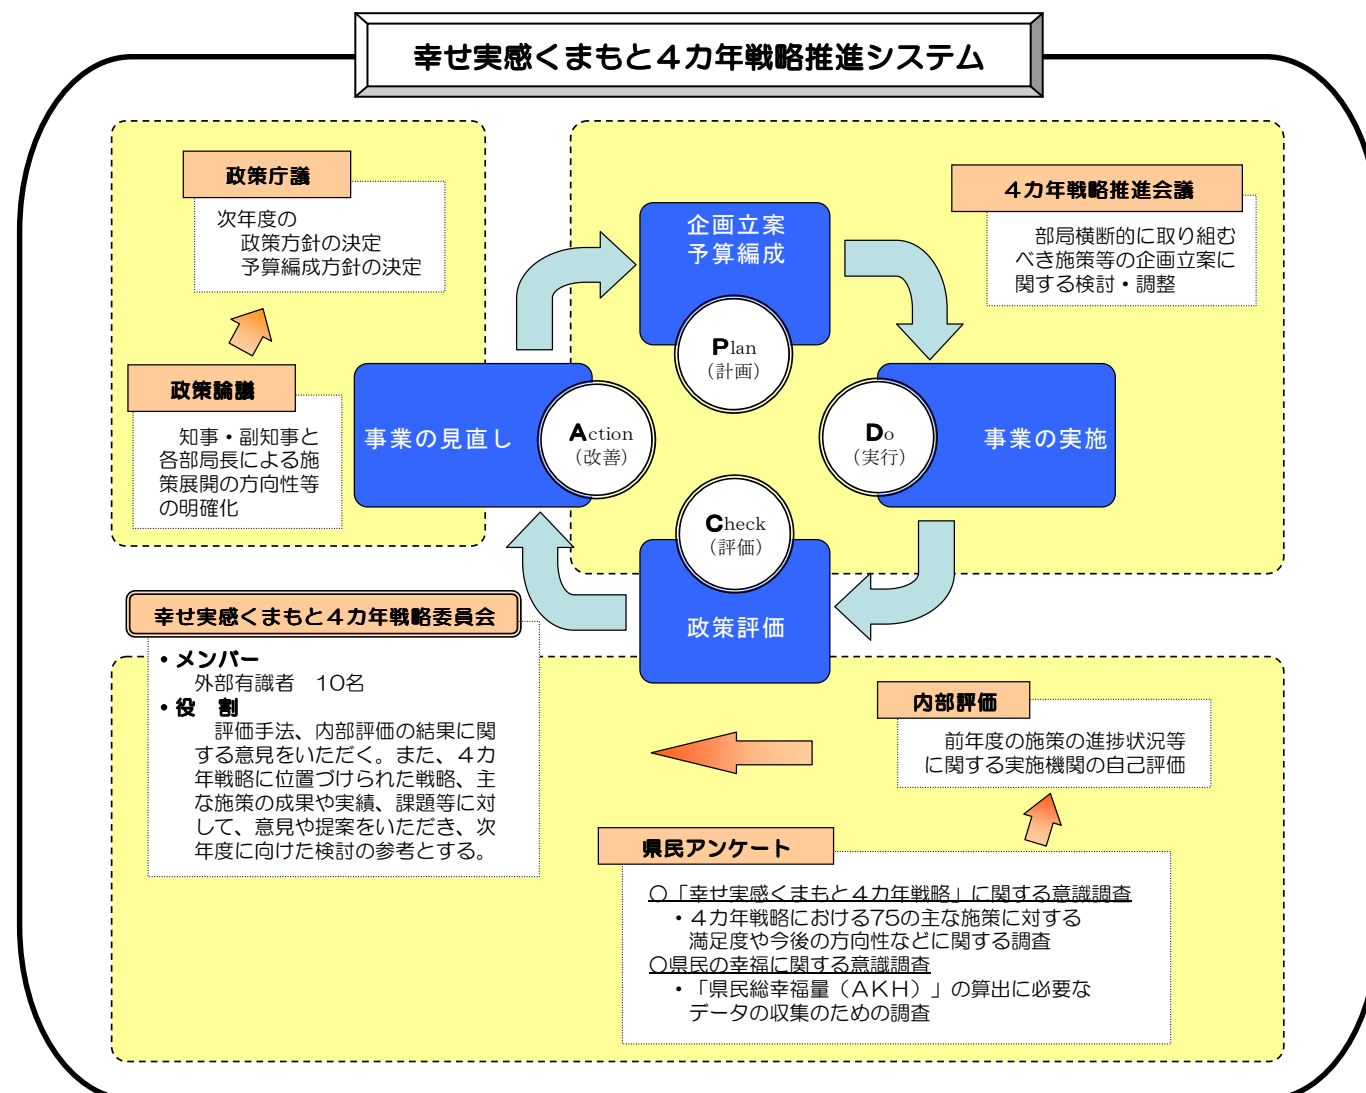 幸せ実感くまもと４カ年戦略推進システム
政策庁議
次年度の
政策方針の決定
予算編成方針の決定
政策論議
知事・副知事と
各部局長による施
策展開の方向性等
の明確化
企画立案
予算編成
Plan
（計画）
４カ年戦略推進会議
部局横断的に取り組む
べき施策等の企画立案に
関する検討・調整
事業の見直し
Action
（改善）
Do
（実行）
事業の実施
Check
（評価）
政策評価
幸せ実感くまもと４カ年戦略委員会
・メンバー
外部有識者　10名
・役　割
評価手法、内部評価の結果に関
する意見をいただく。また、４カ
年戦略に位置づけられた戦略、主
な施策の成果や実績、課題等に対
して、意見や提案をいただき、次
年度に向けた検討の参考とする。
内部評価
前年度の施策の進捗状況等
に関する実施機関の自己評価
県民アンケート
○「幸せ実感くまもと４カ年戦略」に関する意識調査
・４カ年戦略における75の主な施策に対する
満足度や今後の方向性などに関する調査
○県民の幸福に関する意識調査
・「県民総幸福量（ＡＫＨ）」の算出に必要な
データの収集のための調査